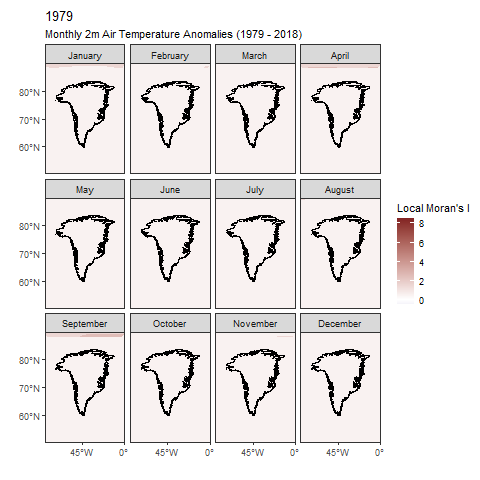 1979
Monthly 2m Air Temperature Anomalies (1979 - 2018)
January February March April
80°N
70°N
60°N
May June July August
80°N
70°N
60°N
Local Moran's I
8
6
4
2
0
September October November December
80°N
70°N
60°N
45°W 0° 45°W 0° 45°W 0° 45°W 0°